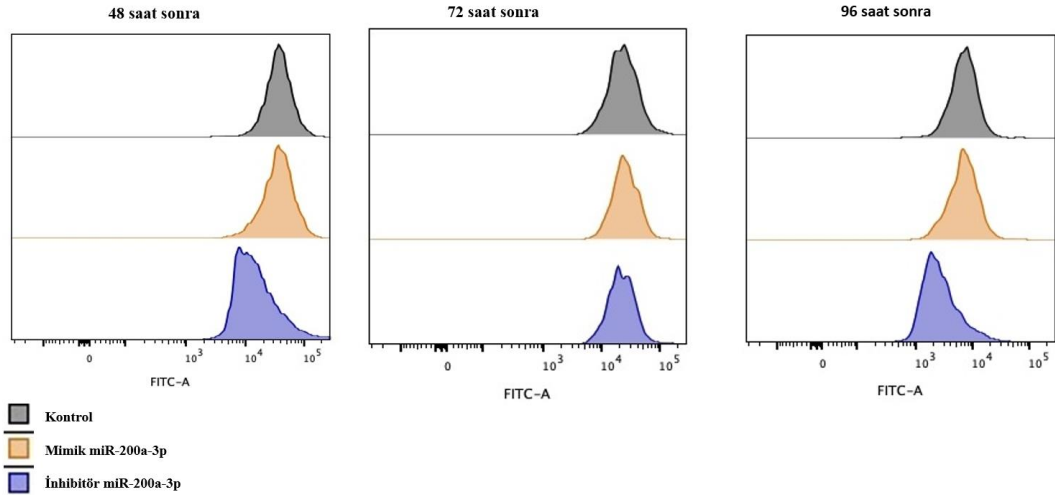 48 saat sonra
72 saat sonra
96 saat sonra
0 10³ 10⁴ 10⁵
FITC-A
0 10³ 10⁴ 10⁵
FITC-A
0 10³ 10⁴ 10⁵
FITC-A
Kontrol
Mimik miR-200a-3p
İnhibitör miR-200a-3p